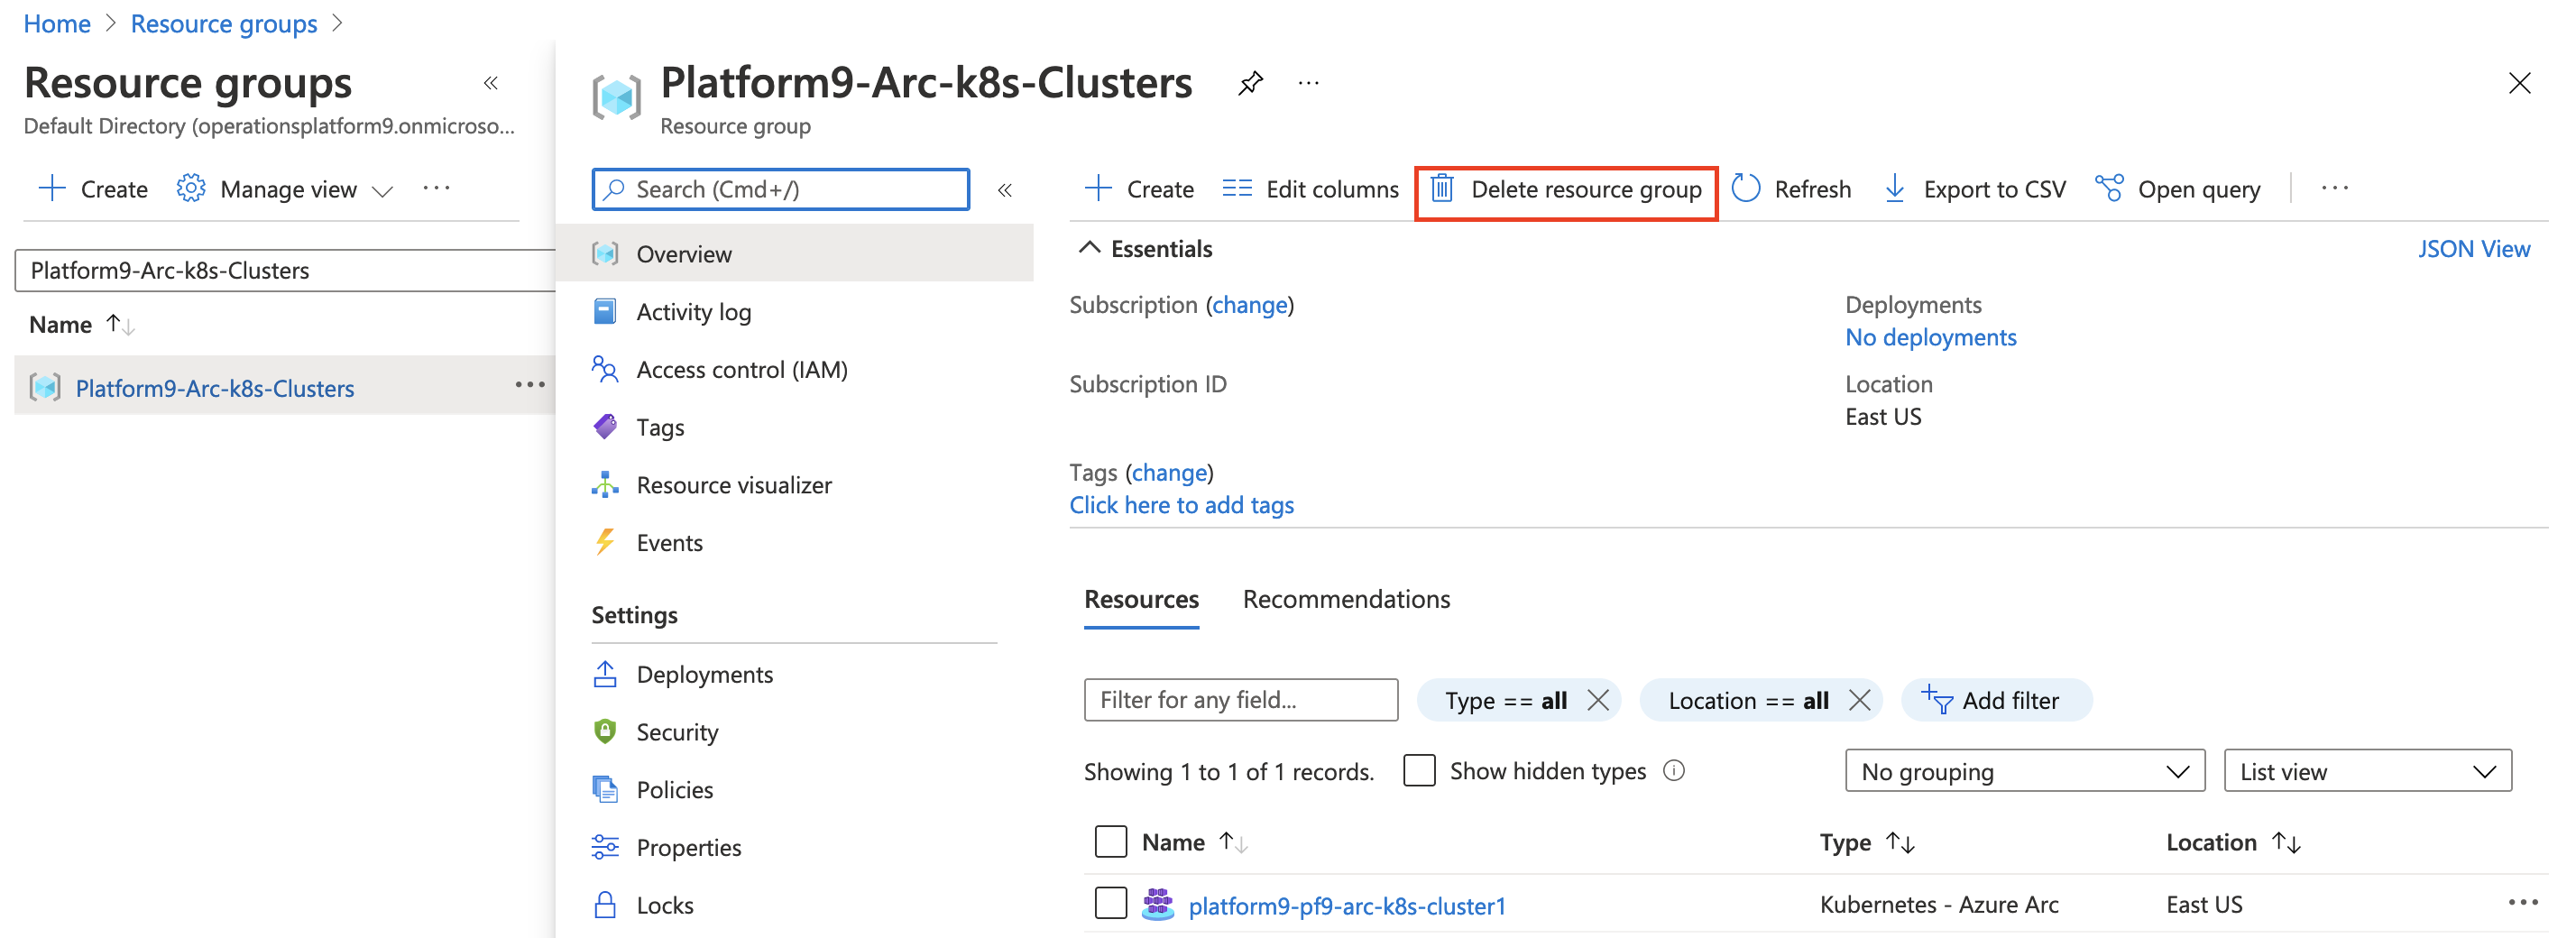 Home > Resource groups >
Resource groups «
Default Directory (operationsplatform9.onmicroso...
+ Create Manage view ...
Platform9-Arc-k8s-Clusters
Name ↑↓
Platform9-Arc-k8s-Clusters ...
Platform9-Arc-k8s-Clusters ...
Resource group
Search (Cmd+/) «
Overview
Activity log
Access control (IAM)
Tags
Resource visualizer
Events
Settings
Deployments
Security
Policies
Properties
Locks
+ Create Edit columns Delete resource group Refresh Export to CSV Open query ...
Essentials JSON View
Subscription (change)
Deployments
No deployments
Subscription ID
Location
East US
Tags (change)
Click here to add tags
Resources Recommendations
Filter for any field... Type == all Location == all Add filter
Showing 1 to 1 of 1 records. Show hidden types No grouping List view
Name ↑↓ Type ↑↓ Location ↑↓
platform9-pf9-arc-k8s-cluster1 Kubernetes - Azure Arc East US ...